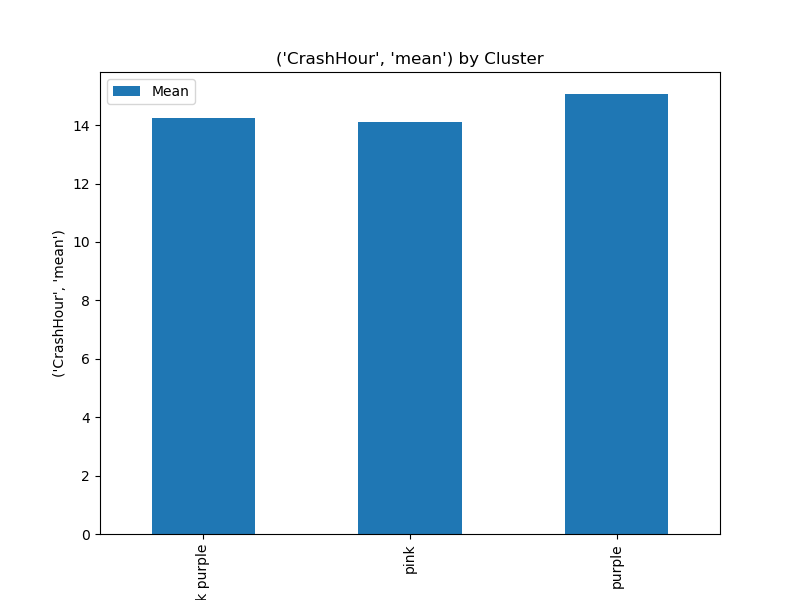 ('CrashHour', 'mean') by Cluster
Mean
('CrashHour', 'mean')
14
12
10
8
6
4
2
0
k purple
pink
purple